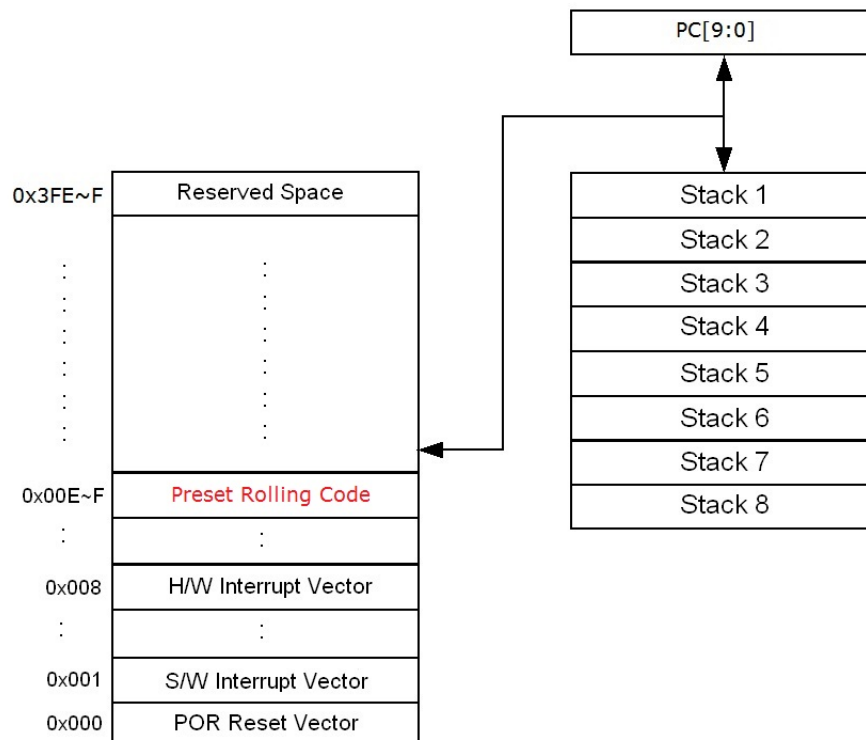 PC[9:0]
0x3FE~F
Reserved Space
Stack 1
Stack 2
Stack 3
Stack 4
Stack 5
Stack 6
Stack 7
Stack 8
0x00E~F
Preset Rolling Code
0x008
H/W Interrupt Vector
0x001
S/W Interrupt Vector
0x000
POR Reset Vector